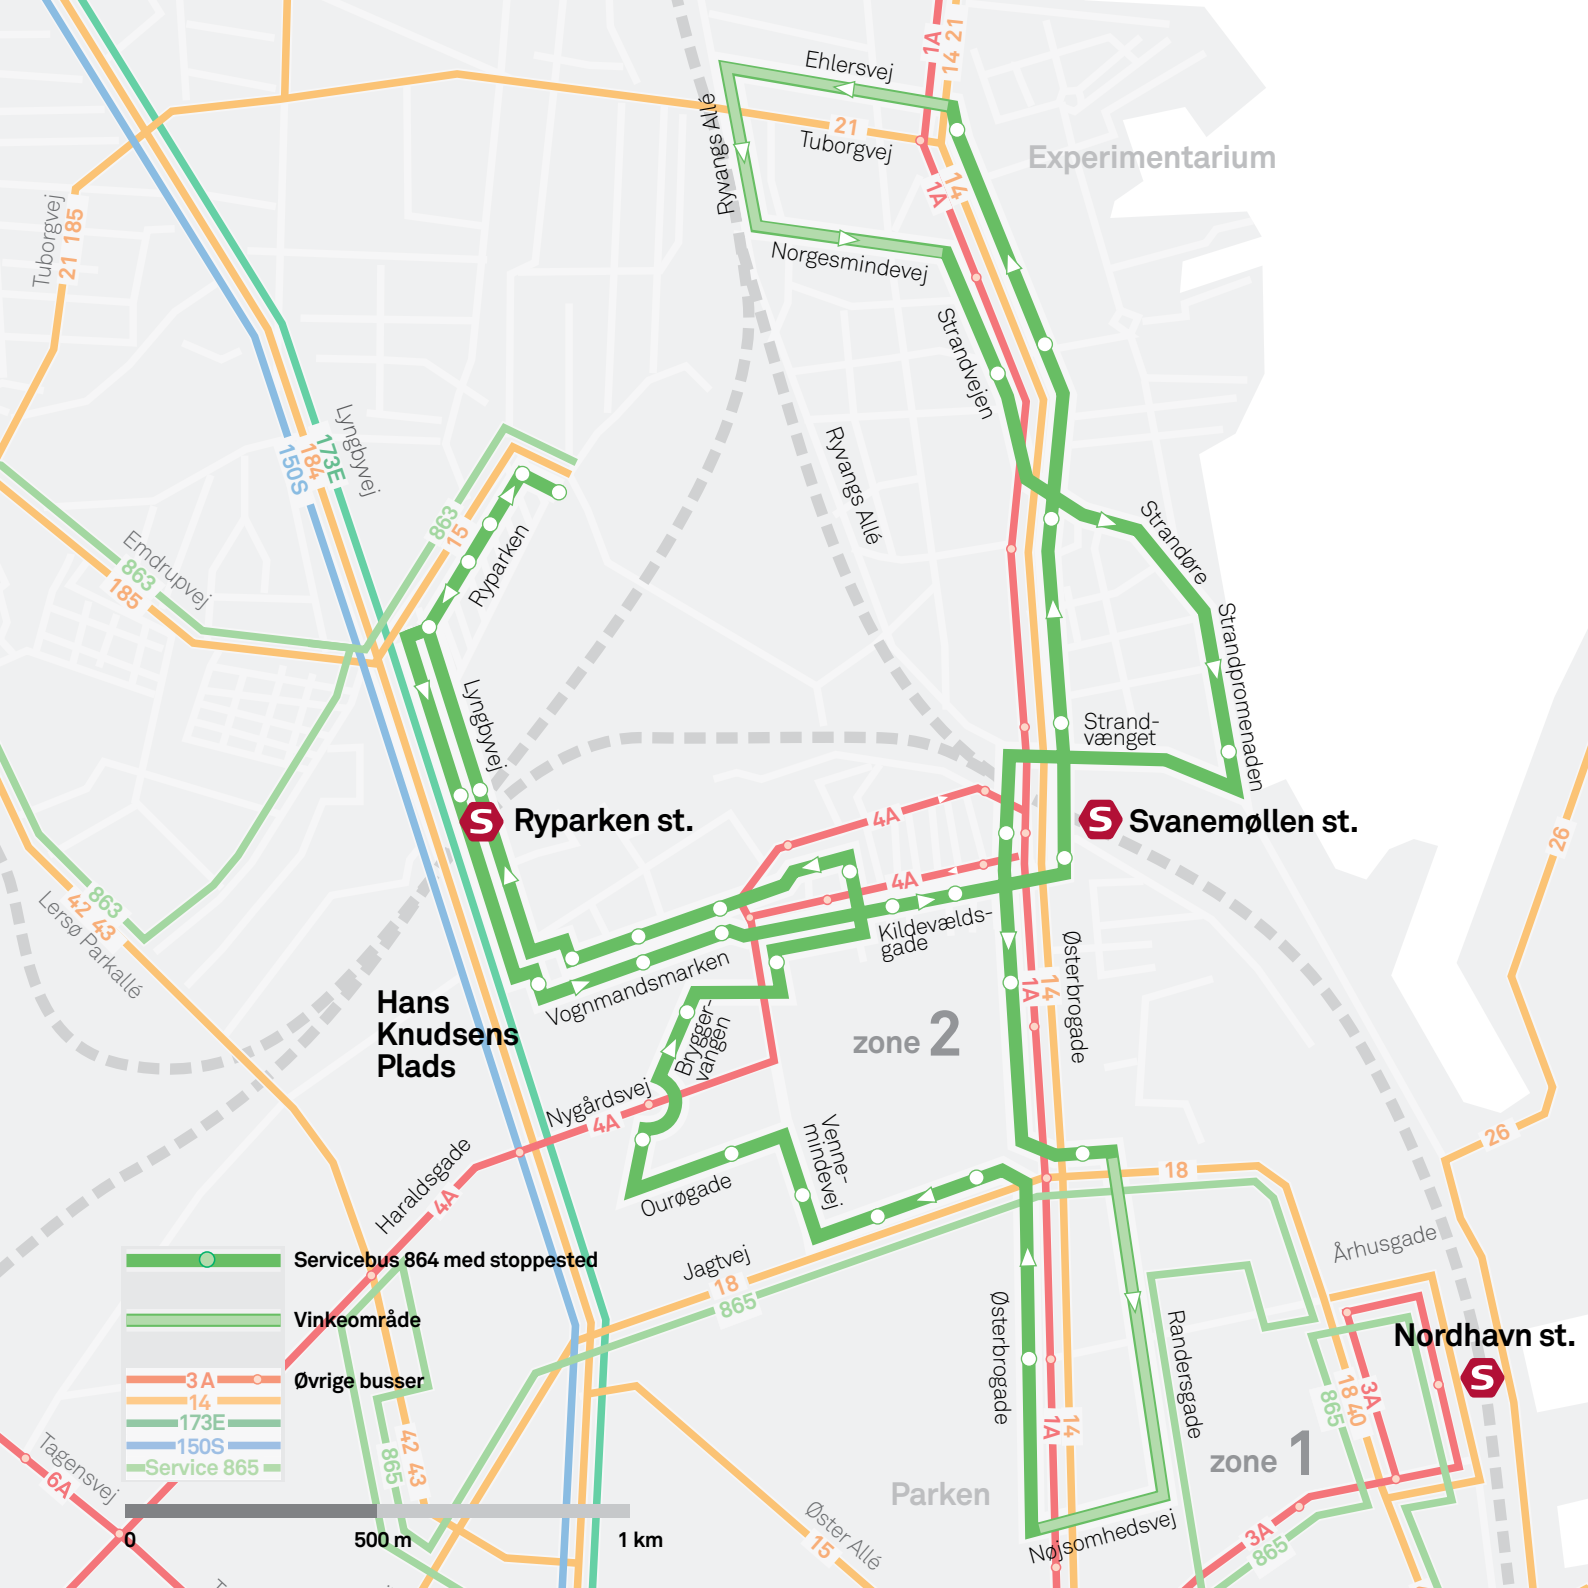 Ehlersvej
1A
14 21
Ryvangs Allé
21
Tuborgvej
Experimentarium
14
1A
Tuborgvej
21 185
Norgesmindevej
Strandvejen
Lyngbyvej
173E
184
150S
Ryvangs Allé
863
15
Ryparken
Strandøre
Emdrupvej
863
185
Strandpromenaden
Lyngbyvej
Strand-
vænget
Ryparken st.
4A
Svanemøllen st.
26
4A
863
42 43
Lersø Parkallé
Kildevælds-
gade
Vognmandsmarken
Østerbrogade
14
1A
Hans
Knudsens
Plads
zone 2
Brygger-
vangen
Nygårdsvej
4A
Venne-
mindevej
26
Haraldsgade
4A
Ourøgade
18
Århusgade
Jagtvej
18
865
Servicebus 864 med stoppested
Vinkeområde
Øvrige busser
3A
14
173E
150S
Service 865
Østerbrogade
Randersgade
Nordhavn st.
3A
18 40
865
1A
14
42 43
865
Tagensvej
6A
zone 1
Parken
0
500 m
1 km
Øster Allé
15
Nøjsomhedsvej
3A
865